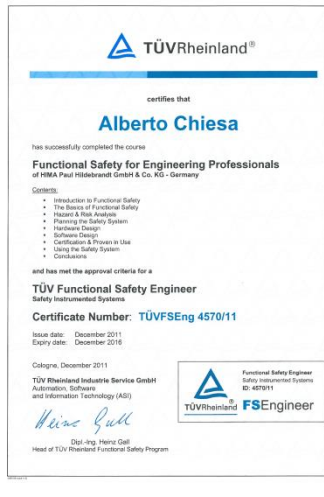 TÜVRheinland®
certifies that
Alberto Chiesa
has successfully completed the course
Functional Safety for Engineering Professionals
of HIMA Paul Hildebrandt GmbH & Co. KG - Germany
Contents:
• Introduction to Functional Safety
• The Basics of Functional Safety
• Hazard & Risk Analysis
• Planning the Safety System
• Hardware Design
• Software Design
• Certification & Proven in Use
• Using the Safety System
• Conclusions
and has met the approval criteria for a
TÜV Functional Safety Engineer
Safety Instrumented Systems
Certificate Number: TÜVFSEng 4570/11
Issue date: December 2011
Expiry date: December 2016
Cologne, December 2011
TÜV Rheinland Industrie Service GmbH
Automation, Software
and Information Technology (ASI)
Heinz Gall
Dipl.-Ing. Heinz Gall
Head of TÜV Rheinland Functional Safety Program
Functional Safety Engineer
Safety Instrumented Systems
ID: 4570/11
TÜVRheinland
FSEngineer